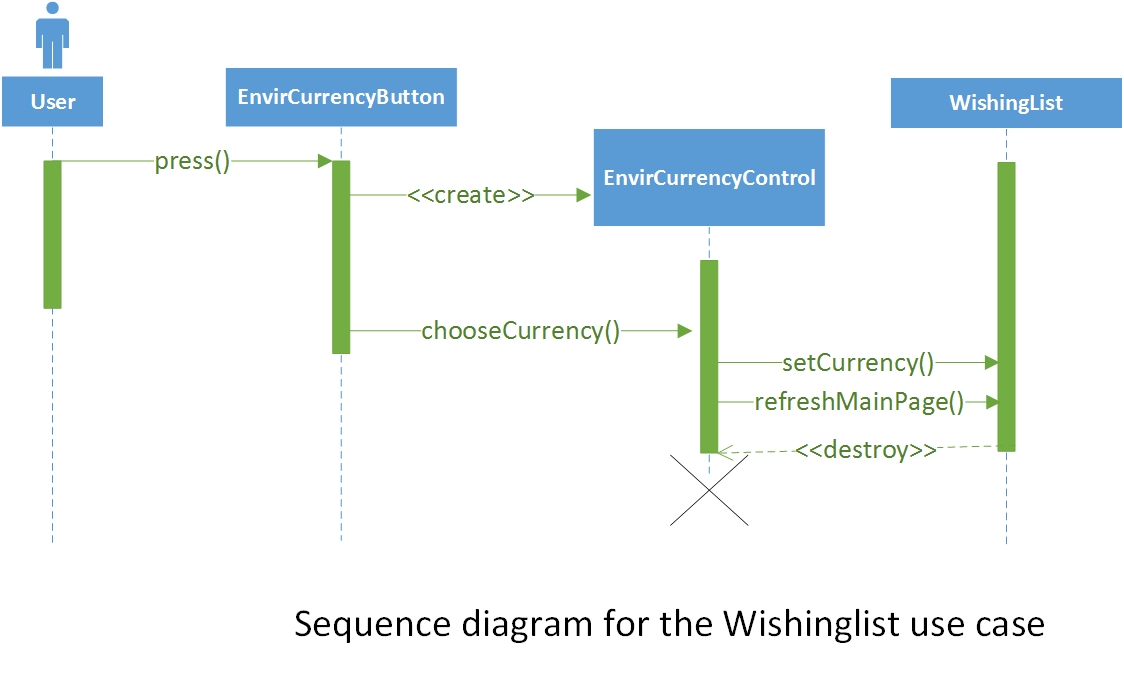 User
EnvirCurrencyButton
WishingList
EnvirCurrencyControl
press()
<<create>>
chooseCurrency()
setCurrency()
refreshMainPage()
<<destroy>>
Sequence diagram for the Wishinglist use case